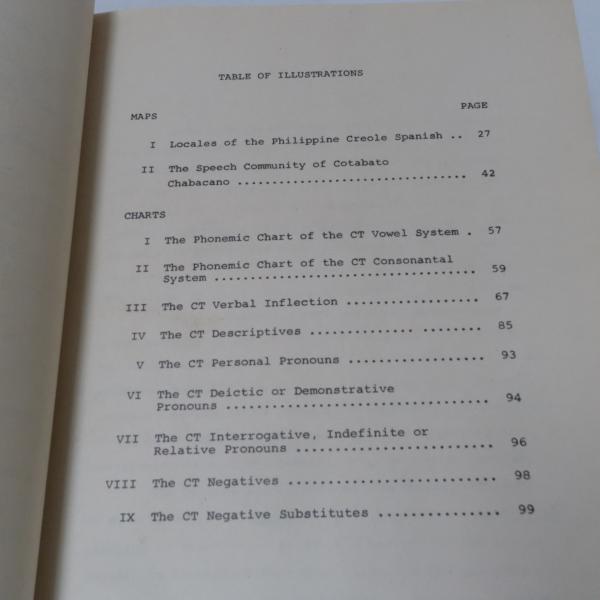 TABLE OF ILLUSTRATIONS
MAPS PAGE
I Locales of the Philippine Creole Spanish .. 27
II The Speech Community of Cotabato
Chabacano ................................. 42
CHARTS
I The Phonemic Chart of the CT Vowel System . 57
II The Phonemic Chart of the CT Consonantal
System ..................................... 59
III The CT Verbal Inflection ................... 67
IV The CT Descriptives ............... ........ 85
V The CT Personal Pronouns ................... 93
VI The CT Deictic or Demonstrative
Pronouns ..................................... 94
VII The CT Interrogative, Indefinite or
Relative Pronouns ............................ 96
VIII The CT Negatives ............................. 98
IX The CT Negative Substitutes ................ 99